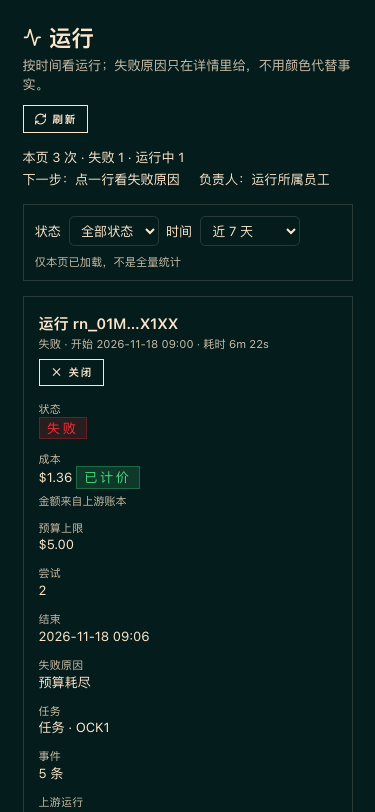 运行
按时间看运行；失败原因只在详情里给，不用颜色代替事
实。
刷新
本页 3 次 · 失败 1 · 运行中 1
下一步：点一行看失败原因 负责人：运行所属员工
状态 全部状态 时间 近 7 天
仅本页已加载，不是全量统计
运行 rn_01M…X1XX
失败 · 开始 2026-11-18 09:00 · 耗时 6m 22s
关闭
状态
失败
成本
$1.36 已计价
金额来自上游账本
预算上限
$5.00
尝试
2
结束
2026-11-18 09:06
失败原因
预算耗尽
任务
任务 · OCK1
事件
5 条
上游运行